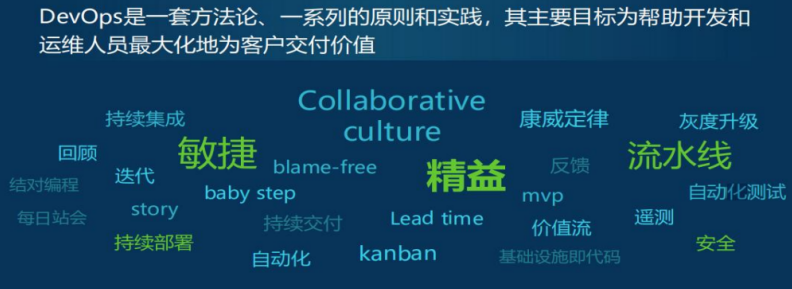 DevOps是一套方法论、一系列的原则和实践，其主要目标为帮助开发和
运维人员最大化地为客户交付价值
Collaborative
culture
持续集成
康威定律
灰度升级
回顾
敏捷
流水线
迭代
blame-free
精益
反馈
结对编程
baby step
mvp
自动化测试
每日站会
story
持续交付
Lead time
价值流
遥测
持续部署
自动化
kanban
基础设施即代码
安全